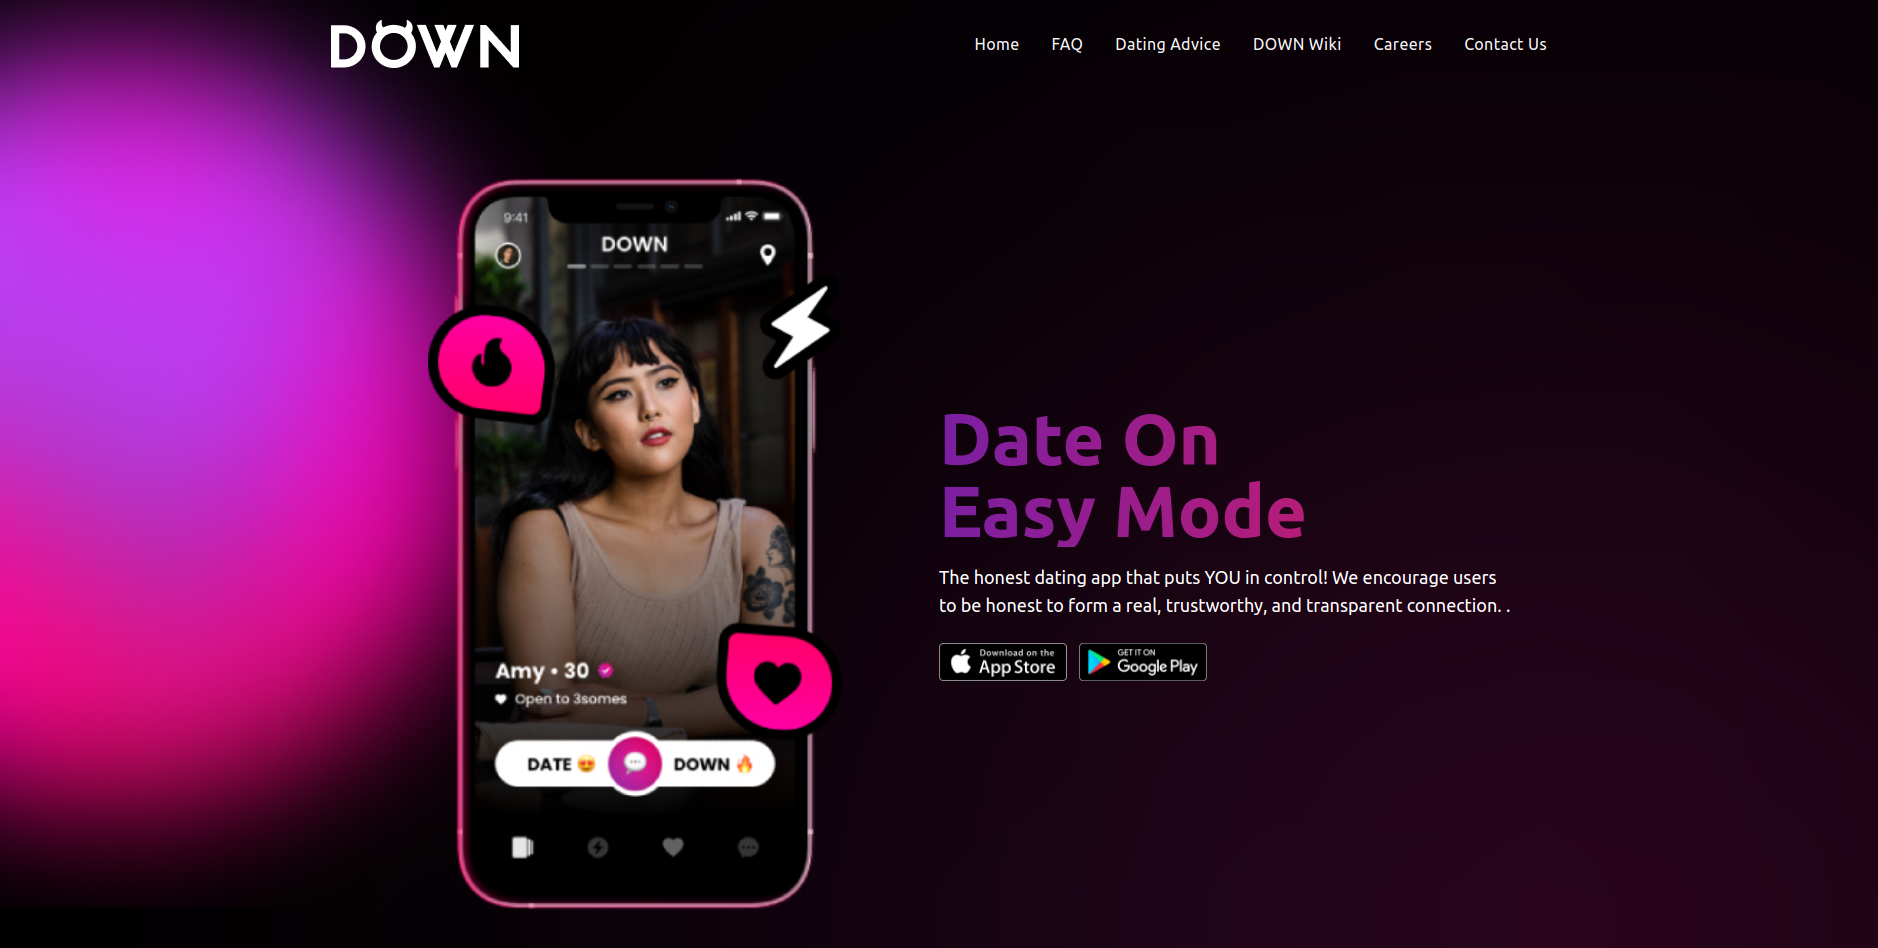 DOWN
Home FAQ Dating Advice DOWN Wiki Careers Contact Us
9:41
DOWN
Amy • 30
Open to 3somes
DATE 😍 💬 DOWN 🔥
Date On
Easy Mode
The honest dating app that puts YOU in control! We encourage users
to be honest to form a real, trustworthy, and transparent connection. .
Download on the
App Store
GET IT ON
Google Play